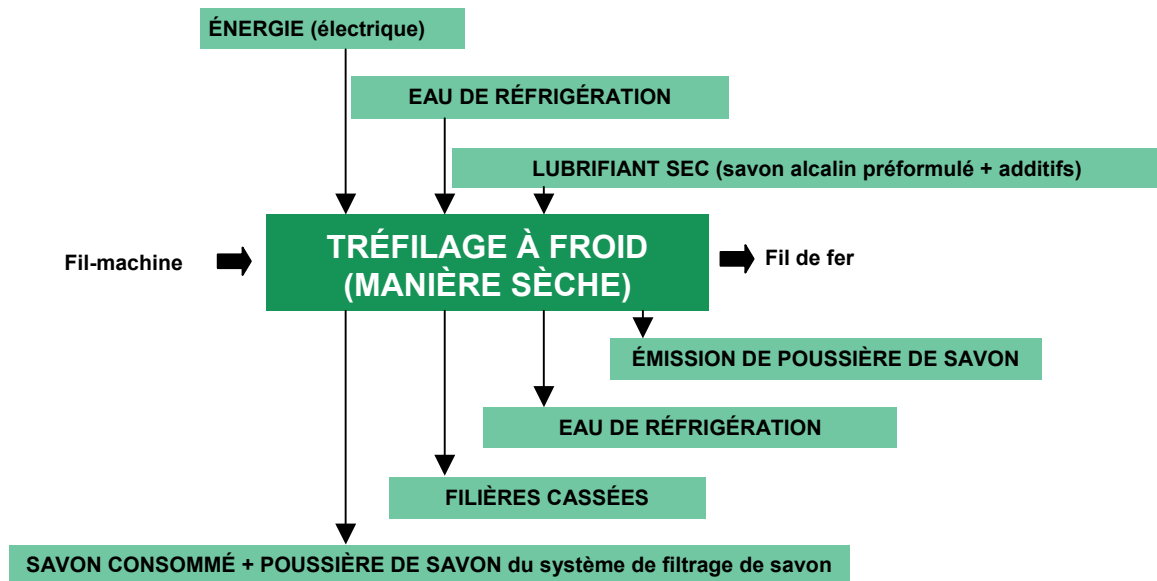 ÉNERGIE (électrique)
EAU DE RÉFRIGÉRATION
LUBRIFIANT SEC (savon alcalin préformulé + additifs)
Fil-machine
TRÉFILAGE À FROID
(MANIÈRE SÈCHE)
Fil de fer
ÉMISSION DE POUSSIÈRE DE SAVON
EAU DE RÉFRIGÉRATION
FILIÈRES CASSÉES
SAVON CONSOMMÉ + POUSSIÈRE DE SAVON du système de filtrage de savon